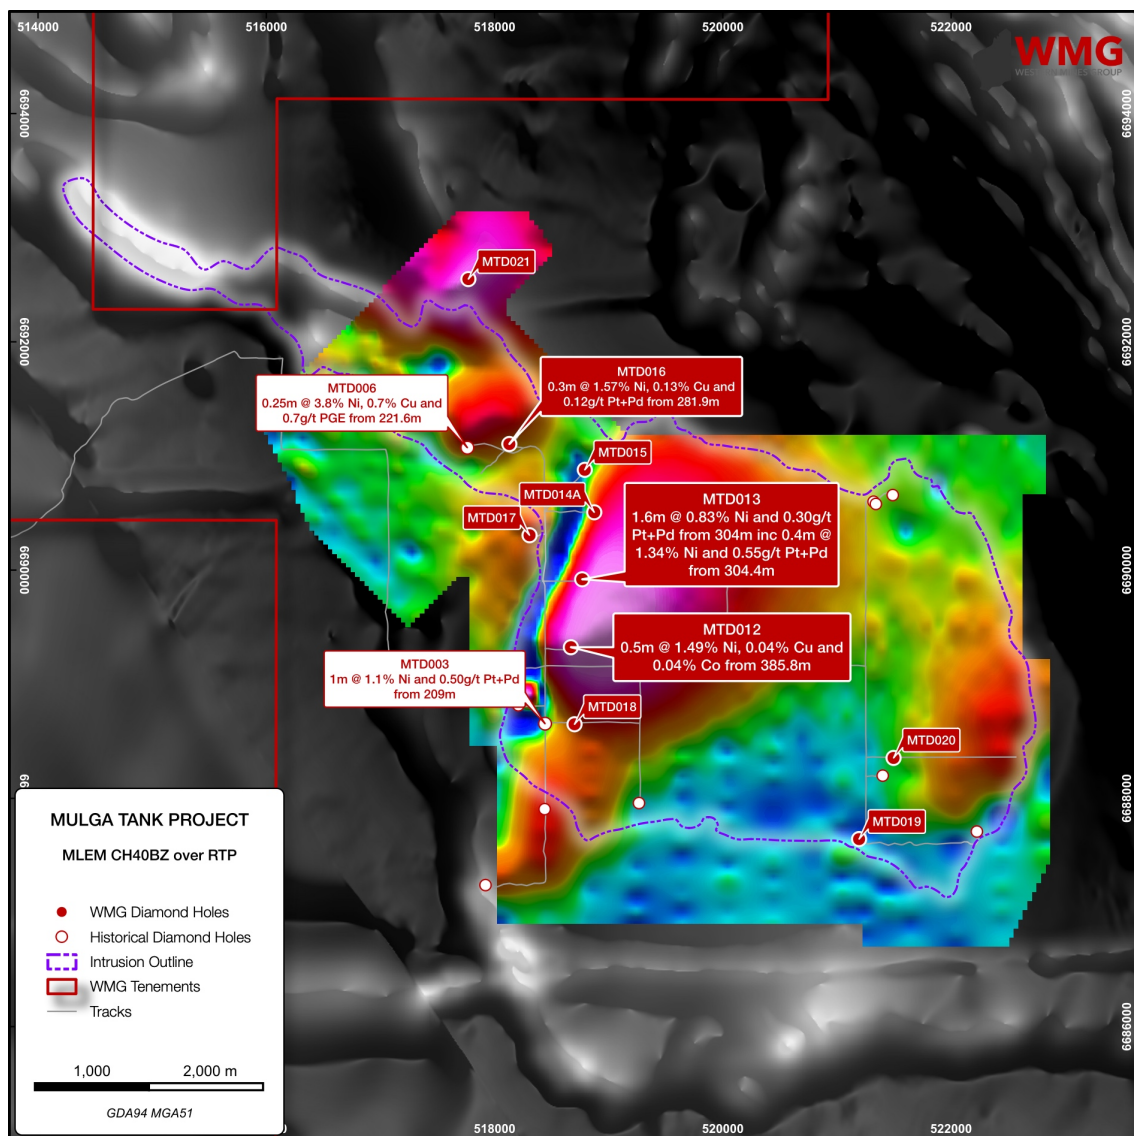 514000
516000
518000
520000
522000
WMG
6694000
6694000
MTD021
6692000
6692000
MTD016
0.3m @ 1.57% Ni, 0.13% Cu and
0.12g/t Pt+Pd from 281.9m
MTD006
0.25m @ 3.8% Ni, 0.7% Cu and
0.7g/t PGE from 221.6m
MTD015
MTD014A
MTD017
MTD013
1.6m @ 0.83% Ni and 0.30g/t
Pt+Pd from 304m inc 0.4m @
1.34% Ni and 0.55g/t Pt+Pd
from 304.4m
6690000
6690000
MTD012
0.5m @ 1.49% Ni, 0.04% Cu and
0.04% Co from 385.8m
MTD003
1m @ 1.1% Ni and 0.50g/t Pt+Pd
from 209m
MTD018
MTD020
66
6688000
MTD019
MULGA TANK PROJECT
MLEM CH40BZ over RTP
WMG Diamond Holes
Historical Diamond Holes
Intrusion Outline
WMG Tenements
Tracks
1,000
2,000 m
GDA94 MGA51
6686000
518000
520000
522000